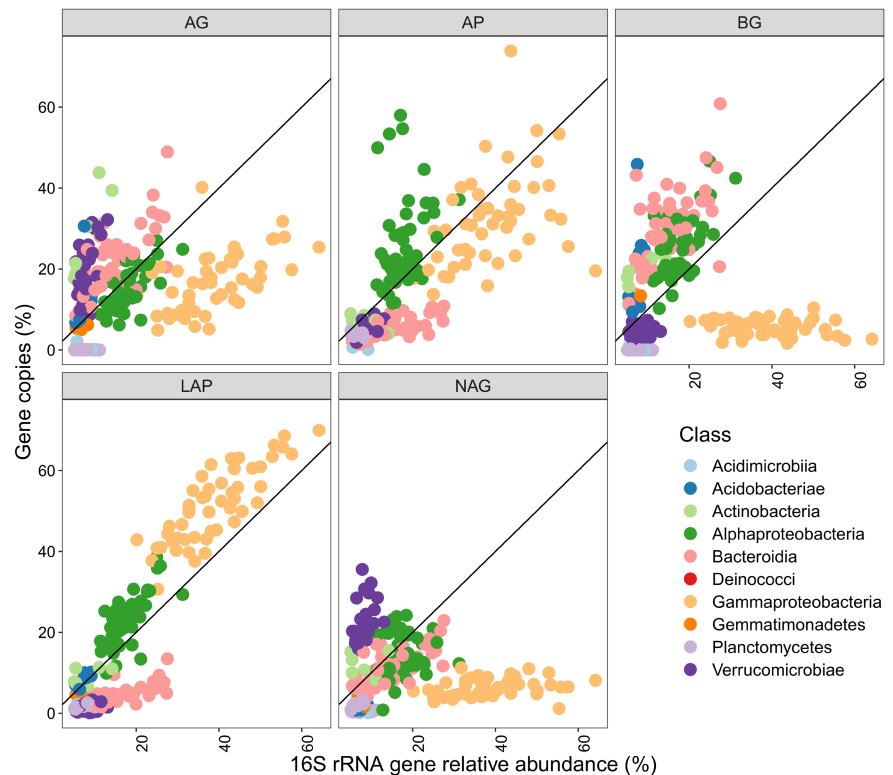 AG
AP
BG
60
40
20
0
20
40
60
LAP
NAG
60
40
20
0
20
40
60
20
40
60
Gene copies (%)
16S rRNA gene relative abundance (%)
Class
Acidimicrobiia
Acidobacteriae
Actinobacteria
Alphaproteobacteria
Bacteroidia
Deinococci
Gammaproteobacteria
Gemmatimonadetes
Planctomycetes
Verrucomicrobiae